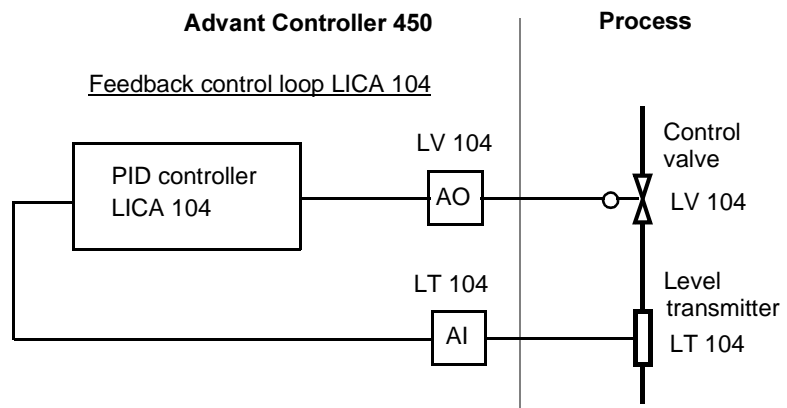 Advant Controller 450
Process
Feedback control loop LICA 104
LV 104
Control
valve
PID controller
LICA 104
AO
LV 104
LT 104
Level
transmitter
AI
LT 104